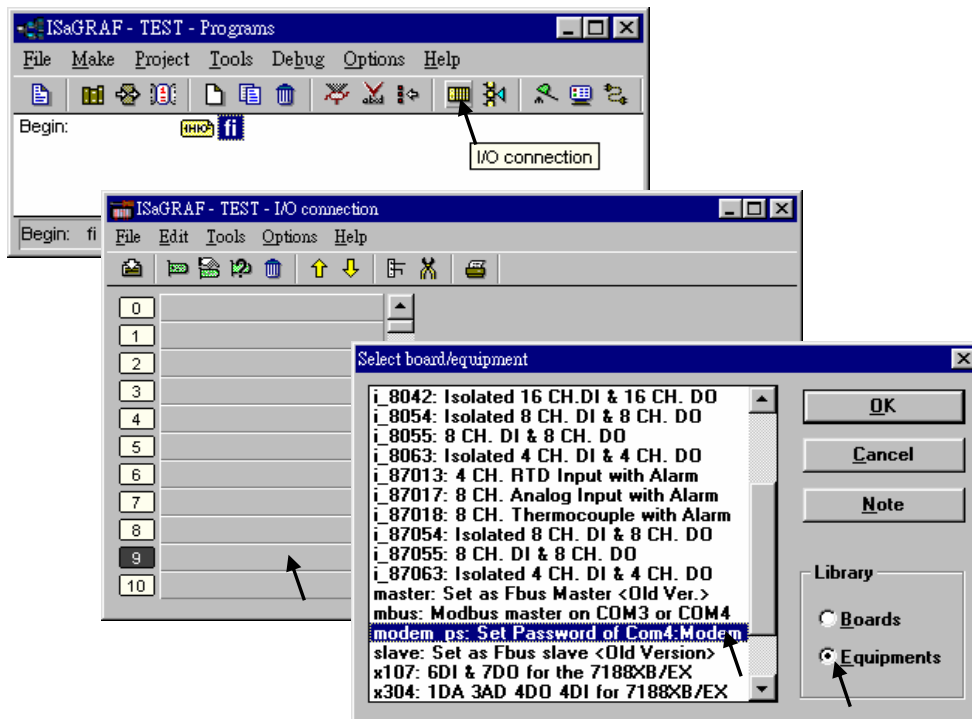 ISaGRAF - TEST - Programs
File Make Project Tools Debug Options Help
Begin:
fi
I/O connection
Begin: fi
ISaGRAF - TEST - I/O connection
File Edit Tools Options Help
0
1
2
3
4
5
6
7
8
9
10
Select board/equipment
i_8042: Isolated 16 CH.DI & 16 CH. DO
i_8054: Isolated 8 CH. DI & 8 CH. DO
i_8055: 8 CH. DI & 8 CH. DO
i_8063: Isolated 4 CH. DI & 4 CH. DO
i_87013: 4 CH. RTD Input with Alarm
i_87017: 8 CH. Analog Input with Alarm
i_87018: 8 CH. Thermocouple with Alarm
i_87054: Isolated 8 CH. DI & 8 CH. DO
i_87055: 8 CH. DI & 8 CH. DO
i_87063: Isolated 4 CH. DI & 4 CH. DO
master: Set as Fbus Master <Old Ver.>
mbus: Modbus master on COM3 or COM4
modem_ps: Set Password of Com4:Modem
slave: Set as Fbus slave <Old Version>
x107: 6DI & 7DO for the 7188XB/EX
x304: 1DA 3AD 4DO 4DI for 7188XB/EX
OK
Cancel
Note
Library
Boards
Equipments